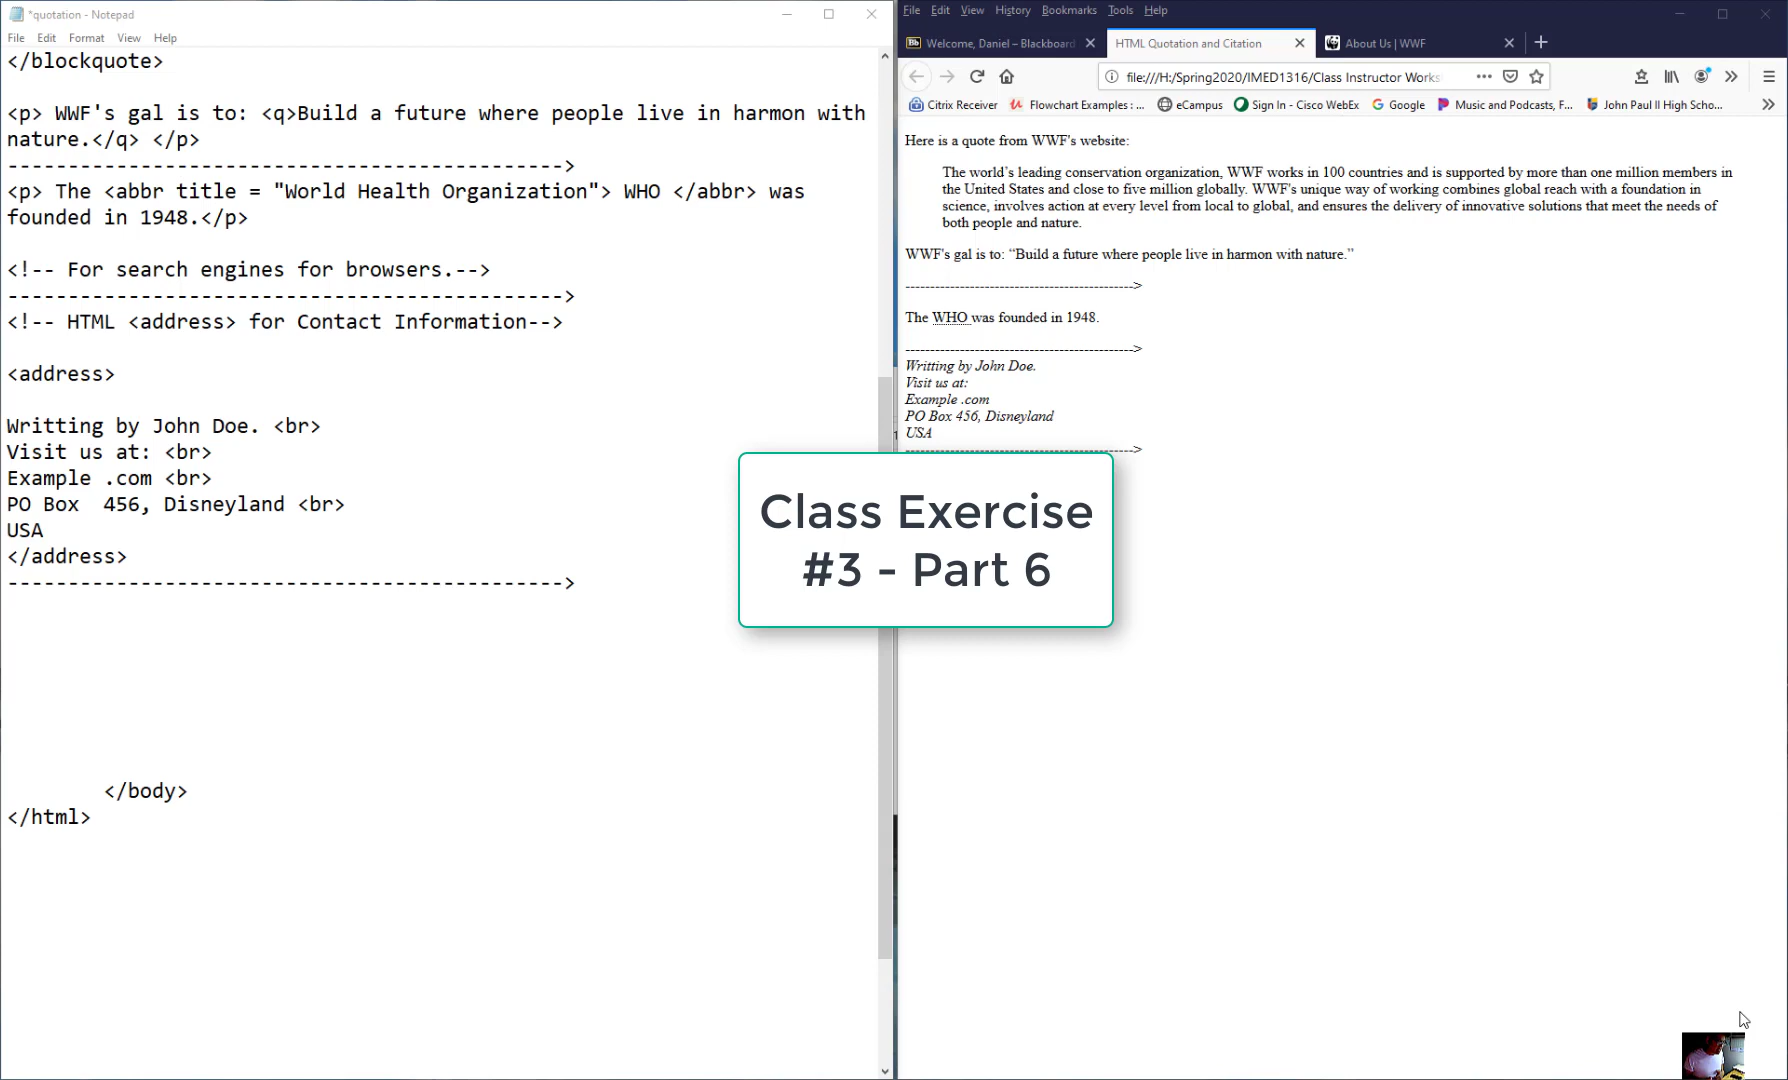 *quotation - Notepad
File Edit Format View Help
</blockquote>
<p> WWF's gal is to: <q>Build a future where people live in harmon with
nature.</q> </p>
---------------------------------------------->
<p> The <abbr title = "World Health Organization"> WHO </abbr> was
founded in 1948.</p>
<!-- For search engines for browsers.-->
---------------------------------------------->
<!-- HTML <address> for Contact Information-->
<address>
Writting by John Doe. <br>
Visit us at: <br>
Example .com <br>
PO Box  456, Disneyland <br>
USA
</address>
---------------------------------------------->
</body>
</html>
File Edit View History Bookmarks Tools Help
Welcome, Daniel – Blackboard
HTML Quotation and Citation
About Us | WWF
file:///H:/Spring2020/IMED1316/Class Instructor Works
Citrix Receiver Flowchart Examples : ... eCampus Sign In - Cisco WebEx Google Music and Podcasts, F... John Paul II High Scho...
Here is a quote from WWF's website:
The world's leading conservation organization, WWF works in 100 countries and is supported by more than one million members in
the United States and close to five million globally. WWF's unique way of working combines global reach with a foundation in
science, involves action at every level from local to global, and ensures the delivery of innovative solutions that meet the needs of
both people and nature.
WWF's gal is to: “Build a future where people live in harmon with nature.”
---------------------------------------------->
The WHO was founded in 1948.
---------------------------------------------->
Writting by John Doe.
Visit us at:
Example .com
PO Box 456, Disneyland
USA
---------------------------------------------->
Class Exercise
#3 - Part 6